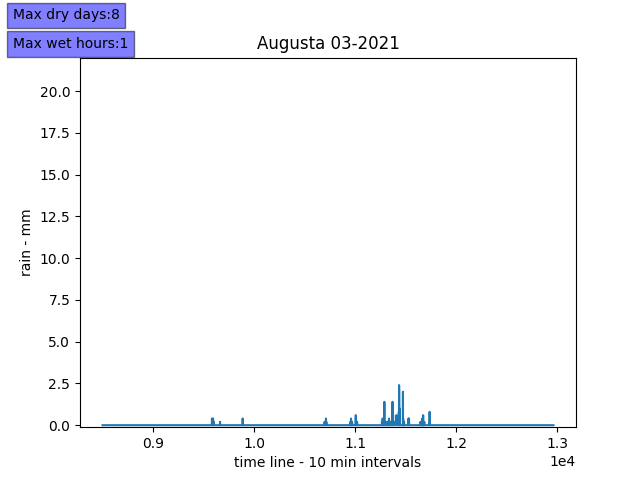 Max dry days:8
Max wet hours:1
Augusta 03-2021
20.0
17.5
15.0
12.5
10.0
7.5
5.0
2.5
0.0
rain - mm
0.9 1.0 1.1 1.2 1.3
1e4
time line - 10 min intervals